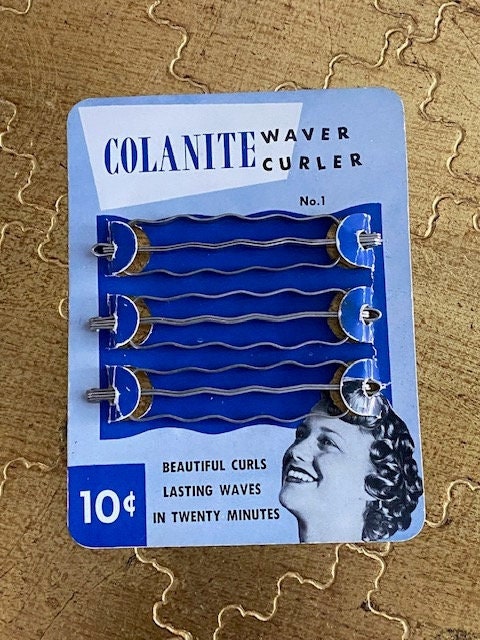 COLANITE WAVER
CURLER
No.1
BEAUTIFUL CURLS
LASTING WAVES
IN TWENTY MINUTES
10¢